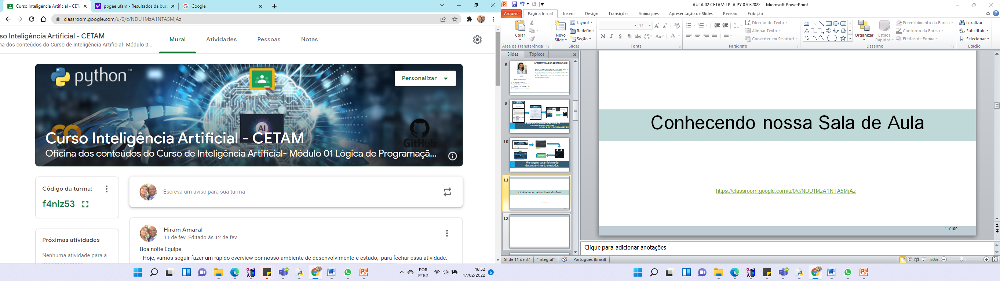 Curso Inteligência Artificial - CET
ppgee ufam - Resultados da bus
Google
classroom.google.com/u/0/c/NDU1MzA1NTA5MjAz
so Inteligência Artificial - CETAM
na dos conteúdos do Curso de Inteligência Artificial- Módulo 0...
Mural
Atividades
Pessoas
Notas
python™
Google Classroom
Personalizar
AI
GitHub
Curso Inteligência Artificial - CETAM
Oficina dos conteúdos do Curso de Inteligência Artificial- Módulo 01 Lógica de Programaçã...
Código da turma:
f4nlz53
Escreva um aviso para sua turma
Próximas atividades
Nenhuma atividade para a
próxima semana
Hiram Amaral
11 de fev. Editado às 12 de fev.
Boa noite Equipe.
- Hoje, vamos seguir fazer um rápido overview por nosso ambiente de desenvolvimento e estudo, para fechar essa atividade.
POR
PTB2
16:52
17/02/2022
6
AULA 02 CETAM LP IA PY 07032022 - Microsoft PowerPoint
Arquivo
Página Inicial
Inserir
Design
Transições
Animações
Apresentação de Slides
Revisão
Exibição
Colar
Área de Transferência
Novo
Slide
Layout
Redefinir
Seção
Slides
14
N I S S abc AV Aa A
Fonte
Direção do Texto
Alinhar Texto
Converter em SmartArt
Parágrafo
Organizar
Estilos
Rápidos
Preenchimento da Forma
Contorno da Forma
Efeitos de Forma
Desenho
Localizar
Substituir
Selecionar
Edição
Slides
Tópicos
8
APRESENTAÇÃO DA COORDENAÇÃO
9
ENSINO-APRENDIZAGEM
LÓGICA DE PROGRAMAÇÃO
10
Montagem do ambiente de
desenvolvimento e estudos
11
Conhecendo nossa Sala de Aula
12
Conhecendo nossa Sala de Aula
https://classroom.google.com/u/0/c/NDU1MzA1NTA5MjAz
11/100
Clique para adicionar anotações
Slide 11 de 37
"Integral"
Português (Brasil)
80%